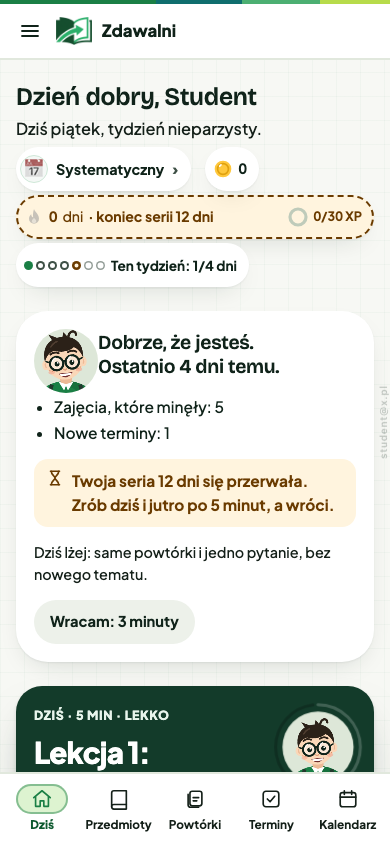 Zdawalni
Dzień dobry, Student
Dziś piątek, tydzień nieparzysty.
17 Systematyczny › 0
0 dni · koniec serii 12 dni 0/30 XP
Ten tydzień: 1/4 dni
Dobrze, że jesteś.
Ostatnio 4 dni temu.
• Zajęcia, które minęły: 5
• Nowe terminy: 1
student@x.pl
Twoja seria 12 dni się przerwała.
Zrób dziś i jutro po 5 minut, a wróci.
Dziś lżej: same powtórki i jedno pytanie, bez
nowego tematu.
Wracam: 3 minuty
DZIŚ · 5 MIN · LEKKO
Lekcja 1:
Dziś Przedmioty Powtórki Terminy Kalendarz